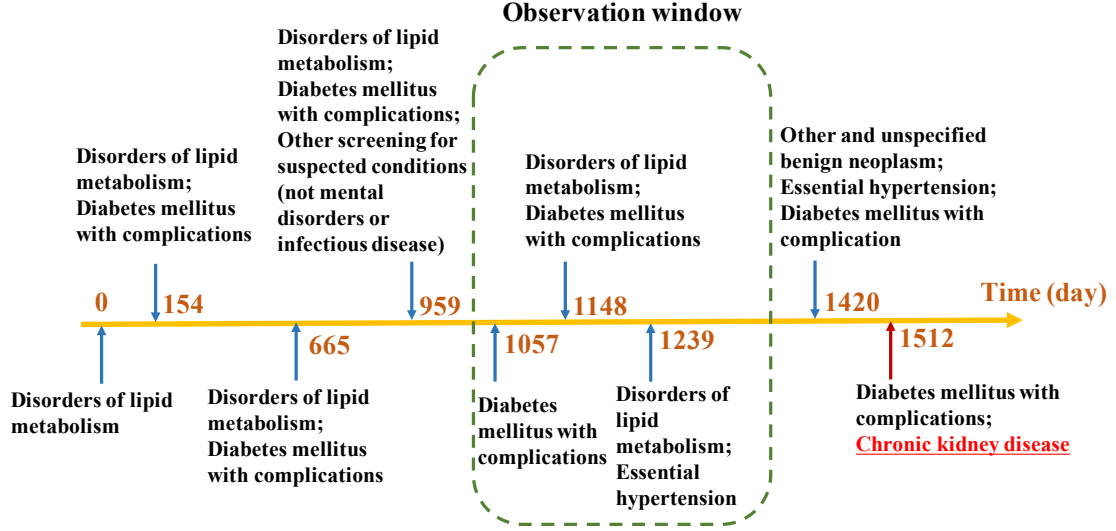 Observation window
Disorders of lipid
metabolism;
Diabetes mellitus
with complications
Disorders of lipid
metabolism;
Diabetes mellitus
with complications;
Other screening for
suspected conditions
(not mental
disorders or
infectious disease)
Disorders of lipid
metabolism;
Diabetes mellitus
with complications
Other and unspecified
benign neoplasm;
Essential hypertension;
Diabetes mellitus with
complication
0
154
959
1148
1420
Time (day)
665
1057
1239
1512
Disorders of lipid
metabolism
Disorders of lipid
metabolism;
Diabetes mellitus
with complications
Diabetes
mellitus with
complications
Disorders of
lipid
metabolism;
Essential
hypertension
Diabetes mellitus with
complications;
Chronic kidney disease